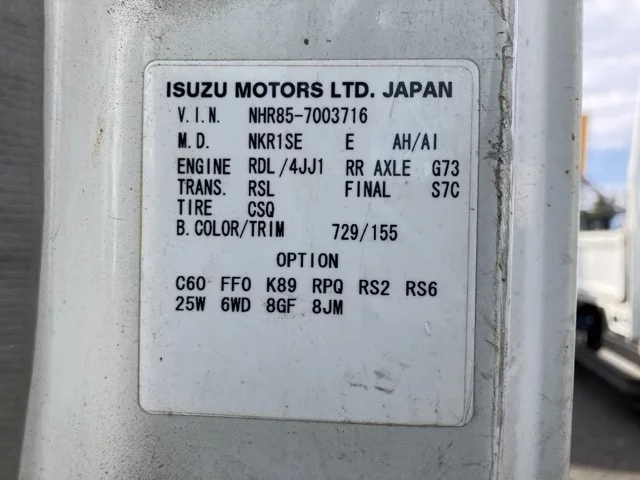 ISUZU MOTORS LTD. JAPAN
V.I.N. NHR85-7003716
M.D. NKR1SE E AH/AI
ENGINE RDL/4JJ1 RR AXLE G73
TRANS. RSL FINAL S7C
TIRE CSQ
B.COLOR/TRIM 729/155
OPTION
C60 FF0 K89 RPQ RS2 RS6
25W 6WD 8GF 8JM